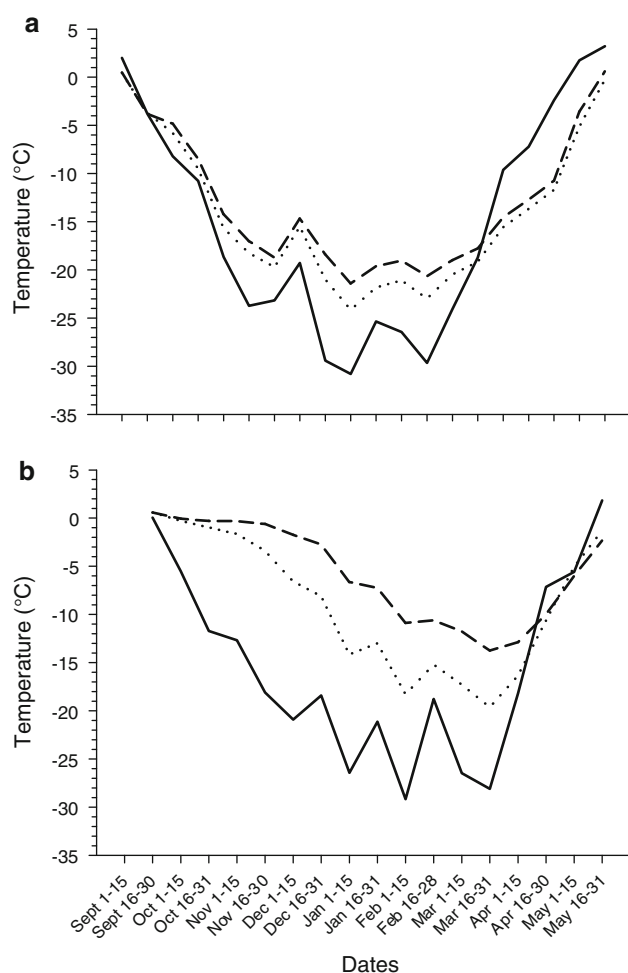 a
5
0
-5
-10
-15
-20
-25
-30
-35
Temperature (°C)
b
5
0
-5
-10
-15
-20
-25
-30
-35
Temperature (°C)
Sept 1-15
Sept 16-30
Oct 1-15
Oct 16-31
Nov 1-15
Nov 16-30
Dec 1-15
Dec 16-31
Jan 1-15
Jan 16-31
Feb 1-15
Feb 16-28
Mar 1-15
Mar 16-31
Apr 1-15
Apr 16-30
May 1-15
May 16-31
Dates